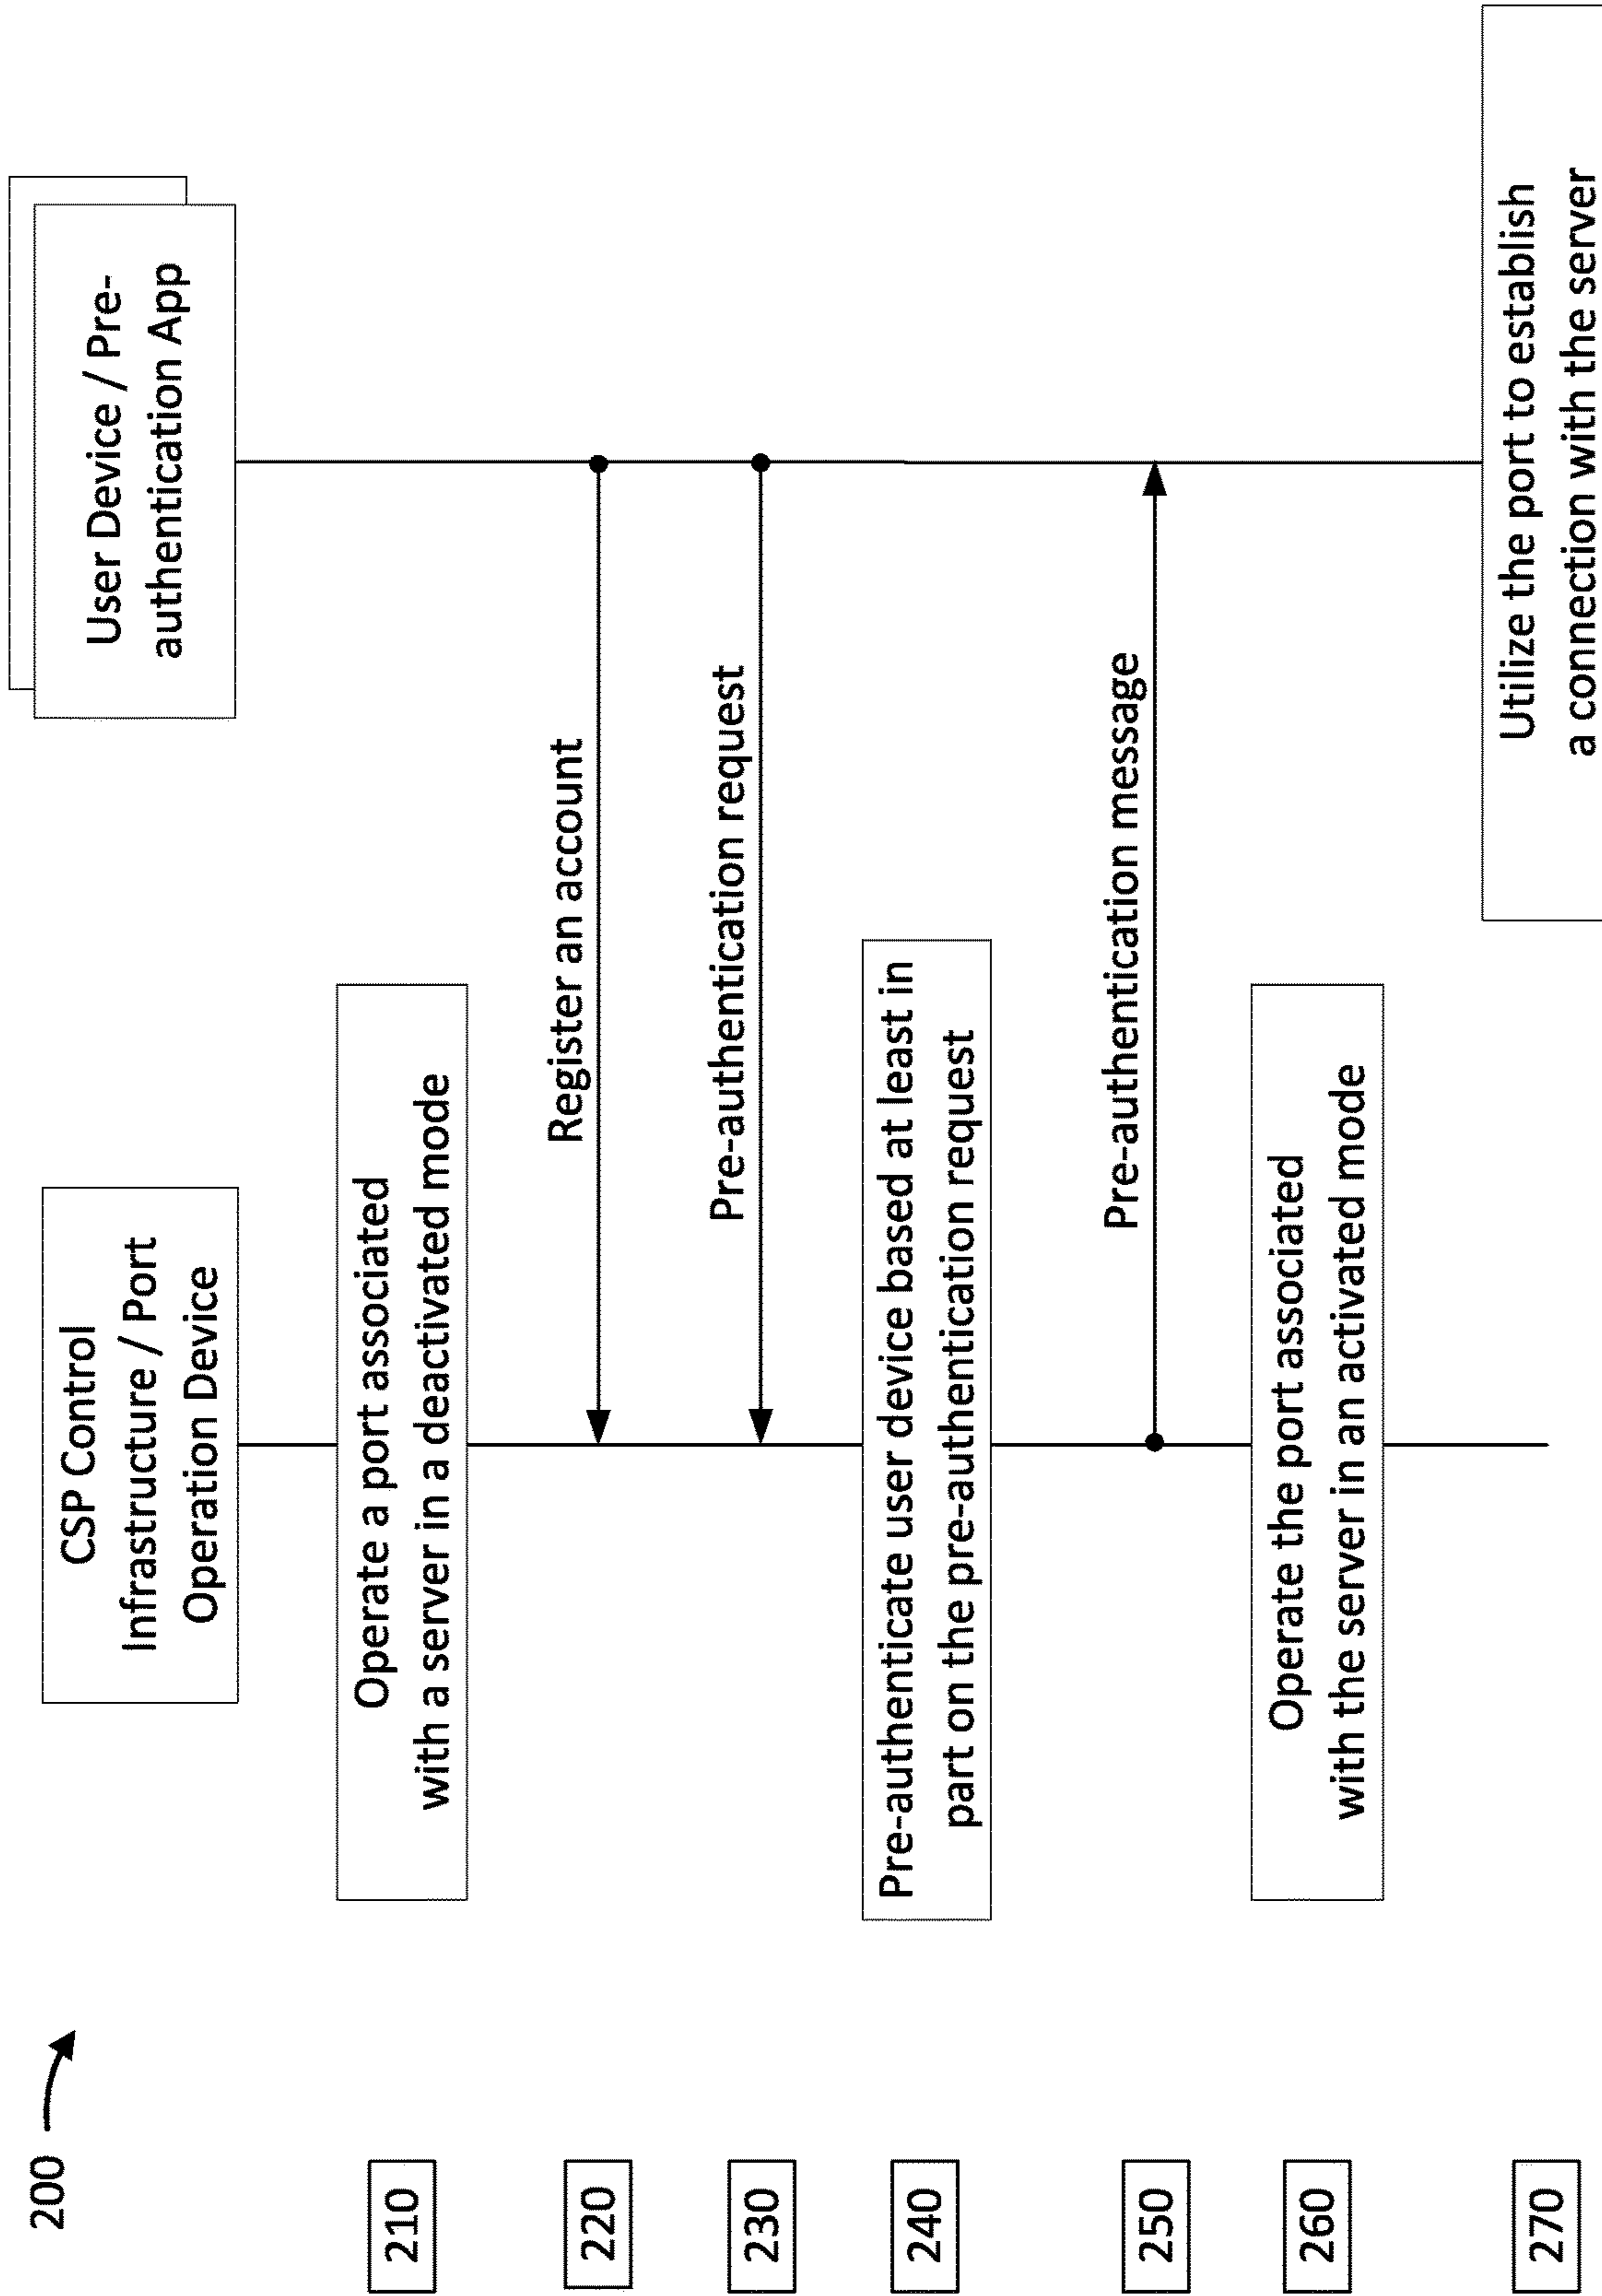 200
CSP Control
Infrastructure / Port
Operation Device
User Device / Pre-
authentication App
210
Operate a port associated
with a server in a deactivated mode
220
Register an account
230
Pre-authentication request
240
Pre-authenticate user device based at least in
part on the pre-authentication request
250
Pre-authentication message
260
Operate the port associated
with the server in an activated mode
270
Utilize the port to establish
a connection with the server